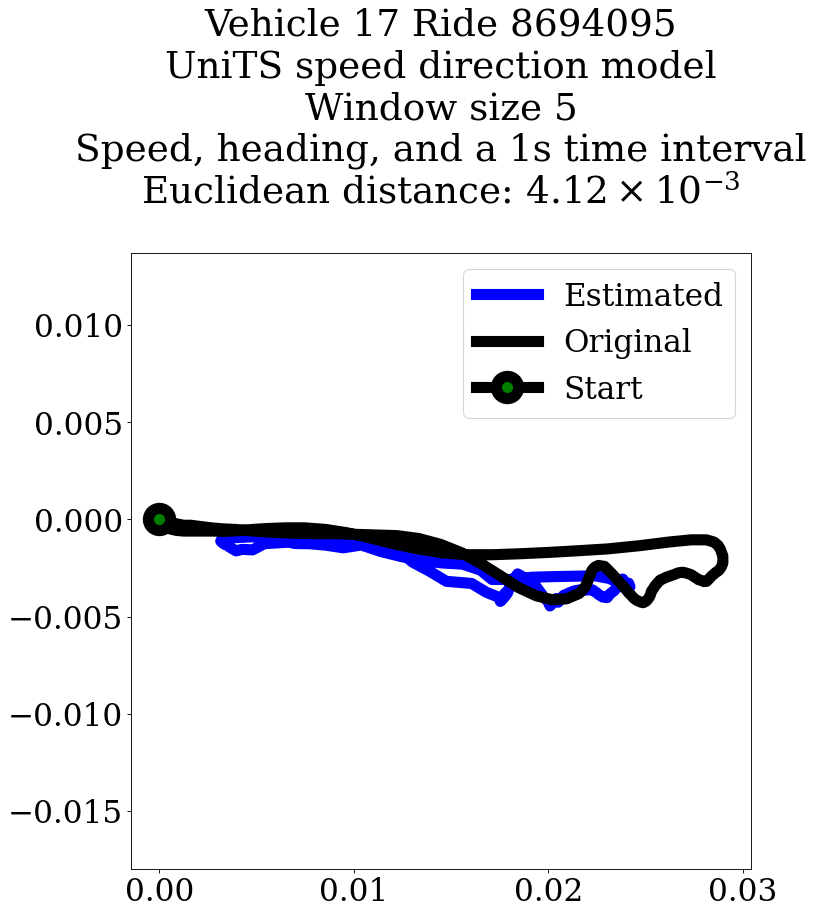 Vehicle 17 Ride 8694095
UniTS speed direction model
Window size 5
Speed, heading, and a 1s time interval
Euclidean distance: 4.12 × 10⁻³
Estimated
Original
Start
0.010
0.005
0.000
−0.005
−0.010
−0.015
0.00 0.01 0.02 0.03